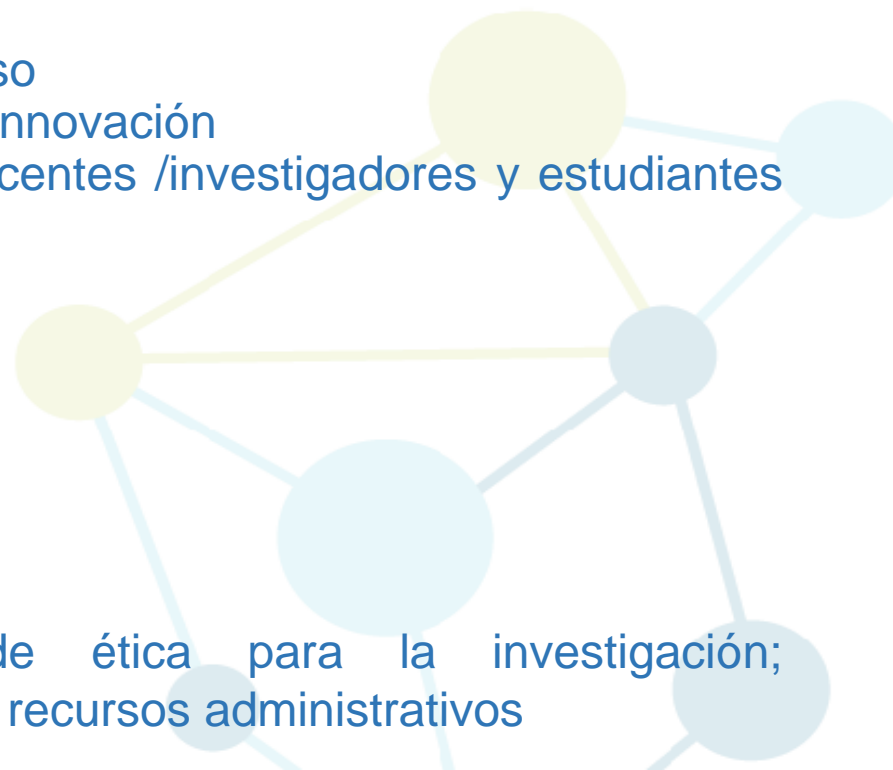 so
nnovación
centes /investigadores y estudiantes
de ética para la investigación;
recursos administrativos